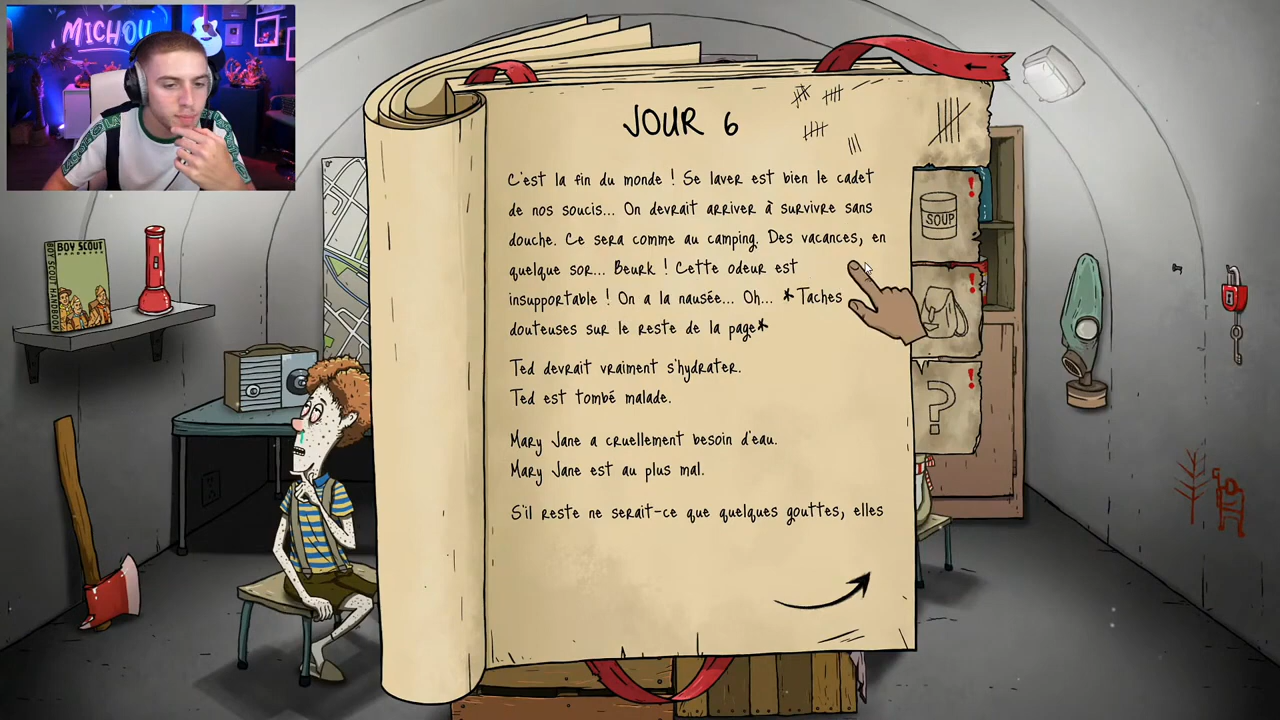 MICHOU
JOUR 6
C'est la fin du monde ! Se laver est bien le cadet
de nos soucis... On devrait arriver à survivre sans
douche. Ce sera comme au camping. Des vacances, en
quelque sor... Beurk ! Cette odeur est
insupportable ! On a la nausée... Oh... *Taches
douteuses sur le reste de la page*
Ted devrait vraiment s'hydrater.
Ted est tombé malade.
Mary Jane a cruellement besoin d'eau.
Mary Jane est au plus mal.
S'il reste ne serait-ce que quelques gouttes, elles
SOUP
!
!
?
!
BOY SCOUT
BOY SCOUT HANDBOOK